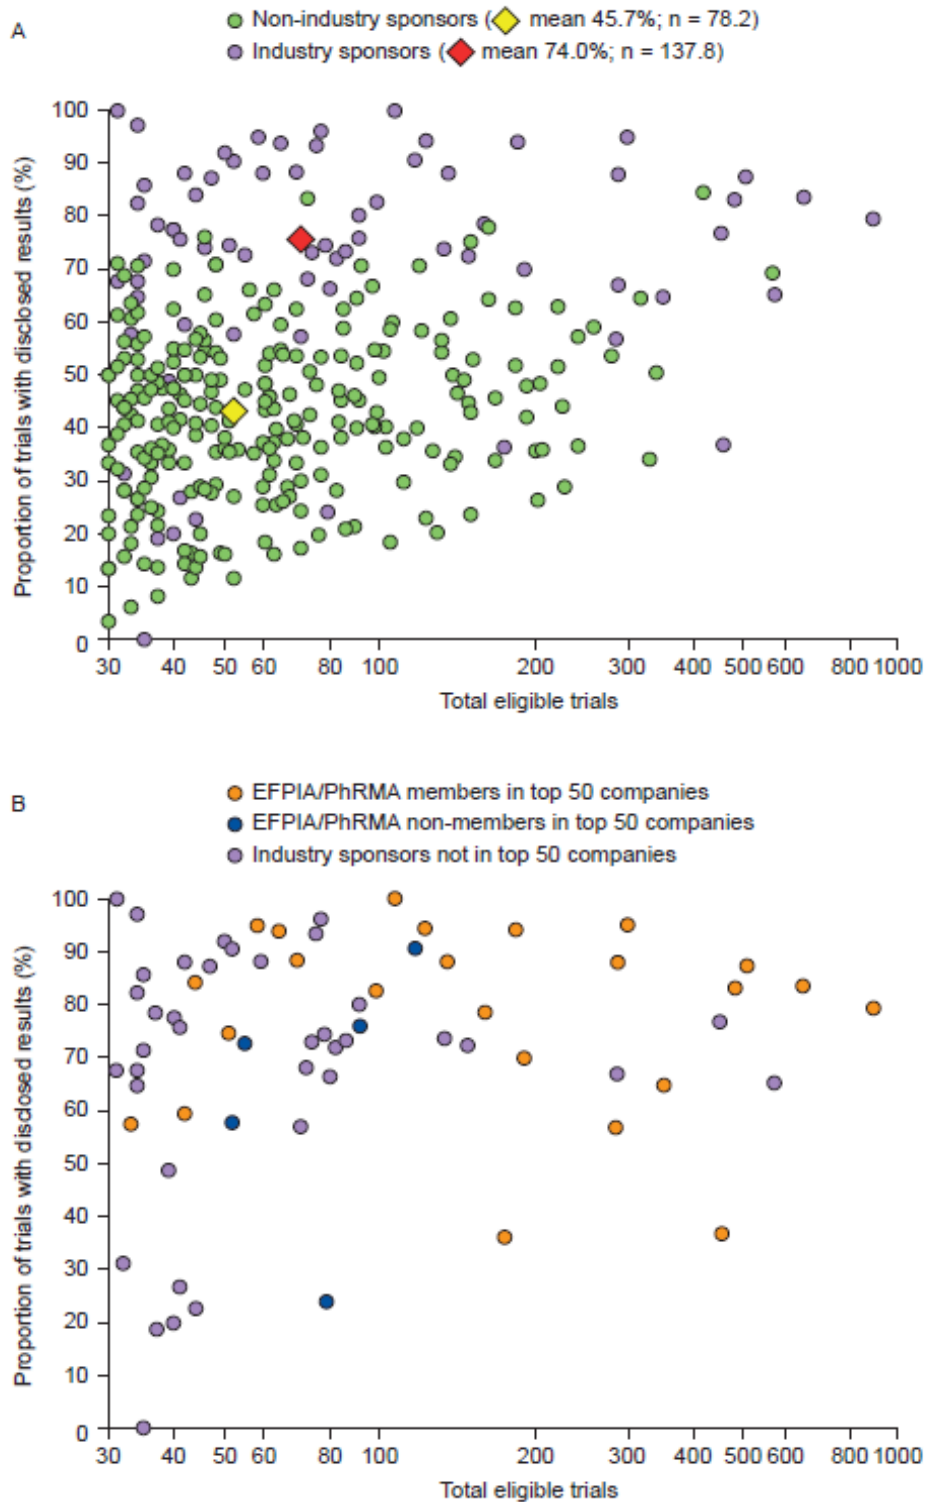 A
Non-industry sponsors ( mean 45.7%; n = 78.2)
Industry sponsors ( mean 74.0%; n = 137.8)
Proportion of trials with disclosed results (%)
100
90
80
70
60
50
40
30
20
10
0
30 40 50 60 80 100 200 300 400 500 600 800 1000
Total eligible trials
B
EFPIA/PhRMA members in top 50 companies
EFPIA/PhRMA non-members in top 50 companies
Industry sponsors not in top 50 companies
Proportion of trials with disclosed results (%)
100
90
80
70
60
50
40
30
20
10
0
30 40 50 60 80 100 200 300 400 500 600 800 1000
Total eligible trials